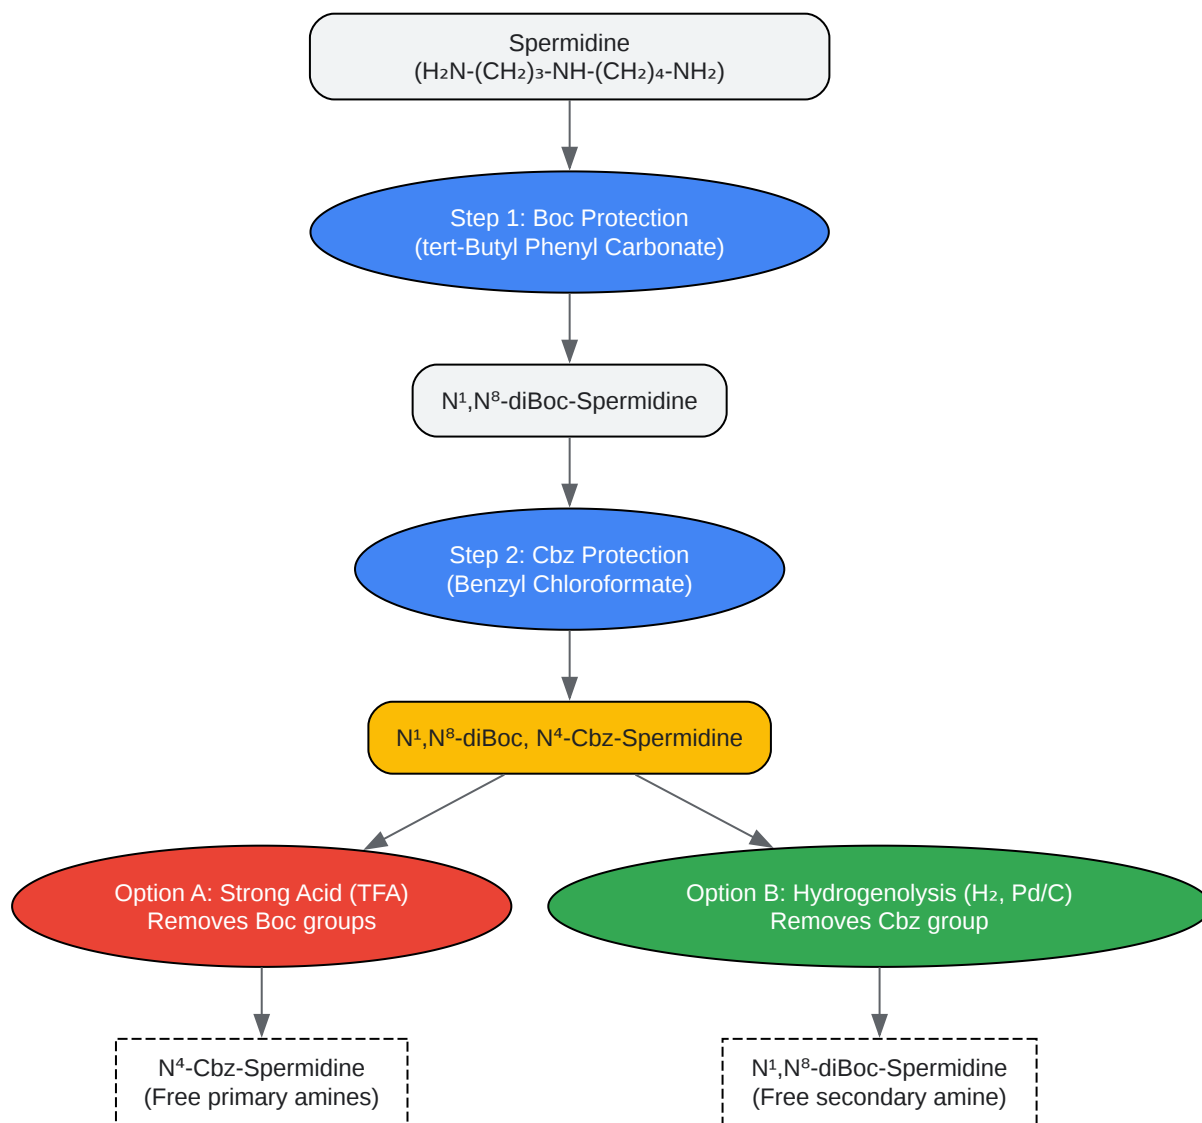 Spermidine
(H₂N-(CH₂)₃-NH-(CH₂)₄-NH₂)
Step 1: Boc Protection
(tert-Butyl Phenyl Carbonate)
N¹,N⁸-diBoc-Spermidine
Step 2: Cbz Protection
(Benzyl Chloroformate)
N¹,N⁸-diBoc, N⁴-Cbz-Spermidine
Option A: Strong Acid (TFA)
Removes Boc groups
Option B: Hydrogenolysis (H₂, Pd/C)
Removes Cbz group
N⁴-Cbz-Spermidine
(Free primary amines)
N¹,N⁸-diBoc-Spermidine
(Free secondary amine)